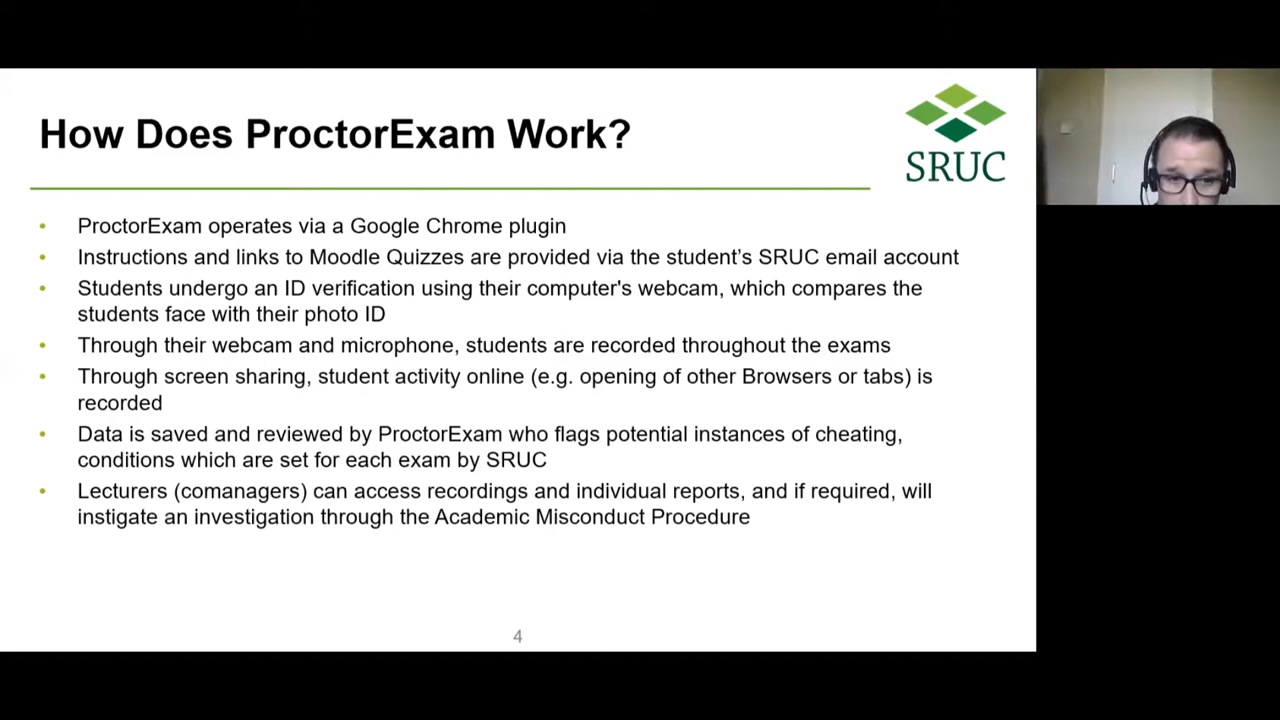 How Does ProctorExam Work?
SRUC
• ProctorExam operates via a Google Chrome plugin
• Instructions and links to Moodle Quizzes are provided via the student’s SRUC email account
• Students undergo an ID verification using their computer's webcam, which compares the
students face with their photo ID
• Through their webcam and microphone, students are recorded throughout the exams
• Through screen sharing, student activity online (e.g. opening of other Browsers or tabs) is
recorded
• Data is saved and reviewed by ProctorExam who flags potential instances of cheating,
conditions which are set for each exam by SRUC
• Lecturers (comanagers) can access recordings and individual reports, and if required, will
instigate an investigation through the Academic Misconduct Procedure
4